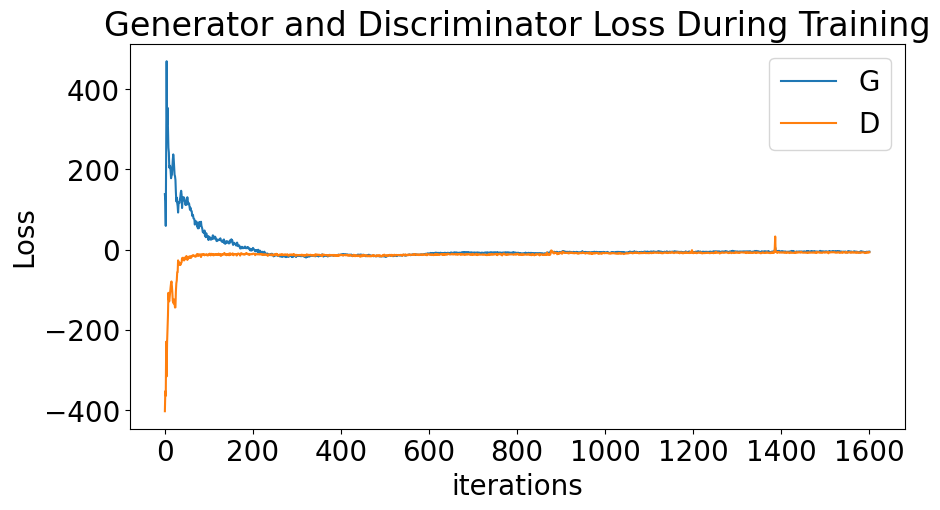 Generator and Discriminator Loss During Training
G
D
400
200
0
−200
−400
Loss
0 200 400 600 800 1000 1200 1400 1600
iterations